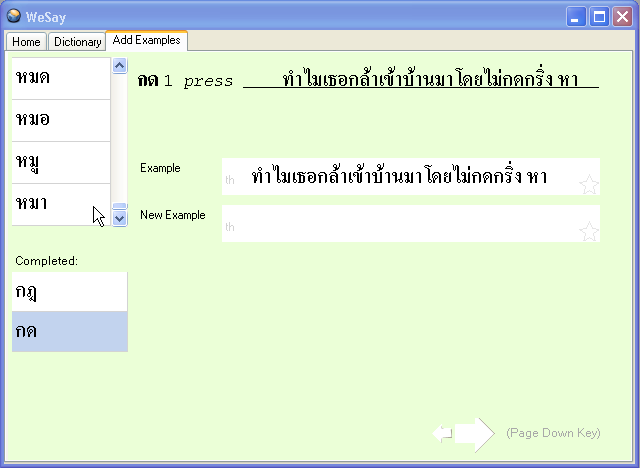 WeSay
Home Dictionary Add Examples
หมด
หมอ
หมู
หมา
กด 1 press ทำไมเธอกล้าเข้าบ้านมาโดยไม่กดกริ่ง หา
Example th ทำไมเธอกล้าเข้าบ้านมาโดยไม่กดกริ่ง หา
New Example th
Completed:
กฎ
กด
(Page Down Key)